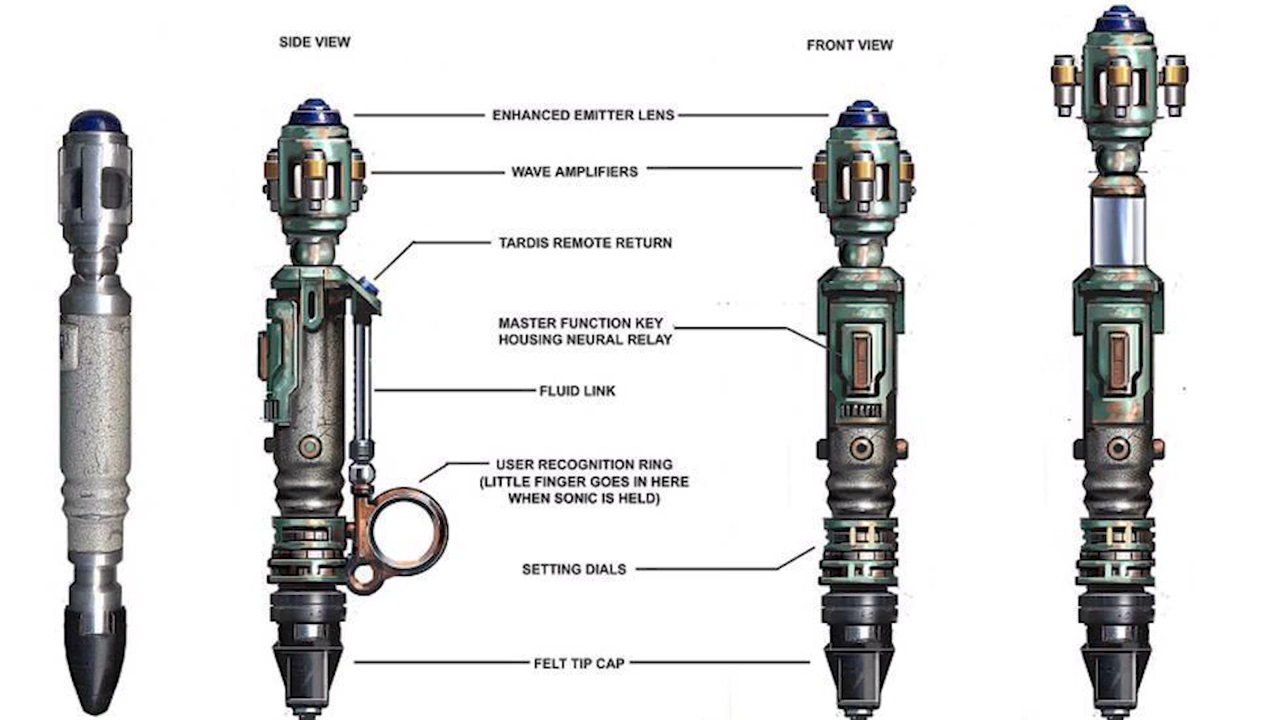 SIDE VIEW
FRONT VIEW
ENHANCED EMITTER LENS
WAVE AMPLIFIERS
TARDIS REMOTE RETURN
MASTER FUNCTION KEY
HOUSING NEURAL RELAY
FLUID LINK
USER RECOGNITION RING
(LITTLE FINGER GOES IN HERE
WHEN SONIC IS HELD)
SETTING DIALS
FELT TIP CAP